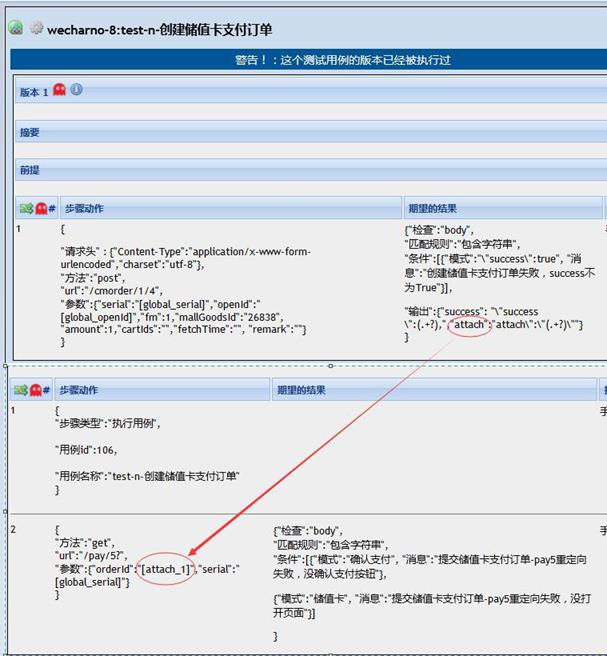 wecharno-8:test-n-创建储值卡支付订单
警告！：这个测试用例的版本已经被执行过
版本 1
摘要
前提
# 步骤动作 期望的结果
1 {
"请求头"：{"Content-Type":"application/x-www-form-
urlencoded","charset":"utf-8"},
"方法":"post",
"url":"/cmorder/1/4",
"参数":{"serial":"[global_serial]","openId":"
[global_openId]","fm":1,"mallGoodsId":"26838",
"amount":1,"cartIds":"","fetchTime":"", "remark":""}
}
{"检查":"body",
"匹配规则":"包含字符串",
"条件":[{"模式":"\"success\":true", "消
息":"创建储值卡支付订单失败，success不
为True"}],
"输出":{"success": "\"success
\":(.+?),", "attach":"attach\":\"(.+?)\""}
}
# 步骤动作 期望的结果
1 {
"步骤类型":"执行用例",
"用例id":106,
"用例名称":"test-n-创建储值卡支付订单"
}
2 {
"方法":"get",
"url":"/pay/5?",
"参数":{"orderId":"[attach_1]","serial":"
[global_serial]"}
}
{"检查":"body",
"匹配规则":"包含字符串",
"条件":[{"模式":"确认支付", "消息":"提交储值卡支付订单-pay5重定向
失败，没确认支付按钮"},
{"模式":"储值卡", "消息":"提交储值卡支付订单-pay5重定向失败，没打
开页面"}]
}